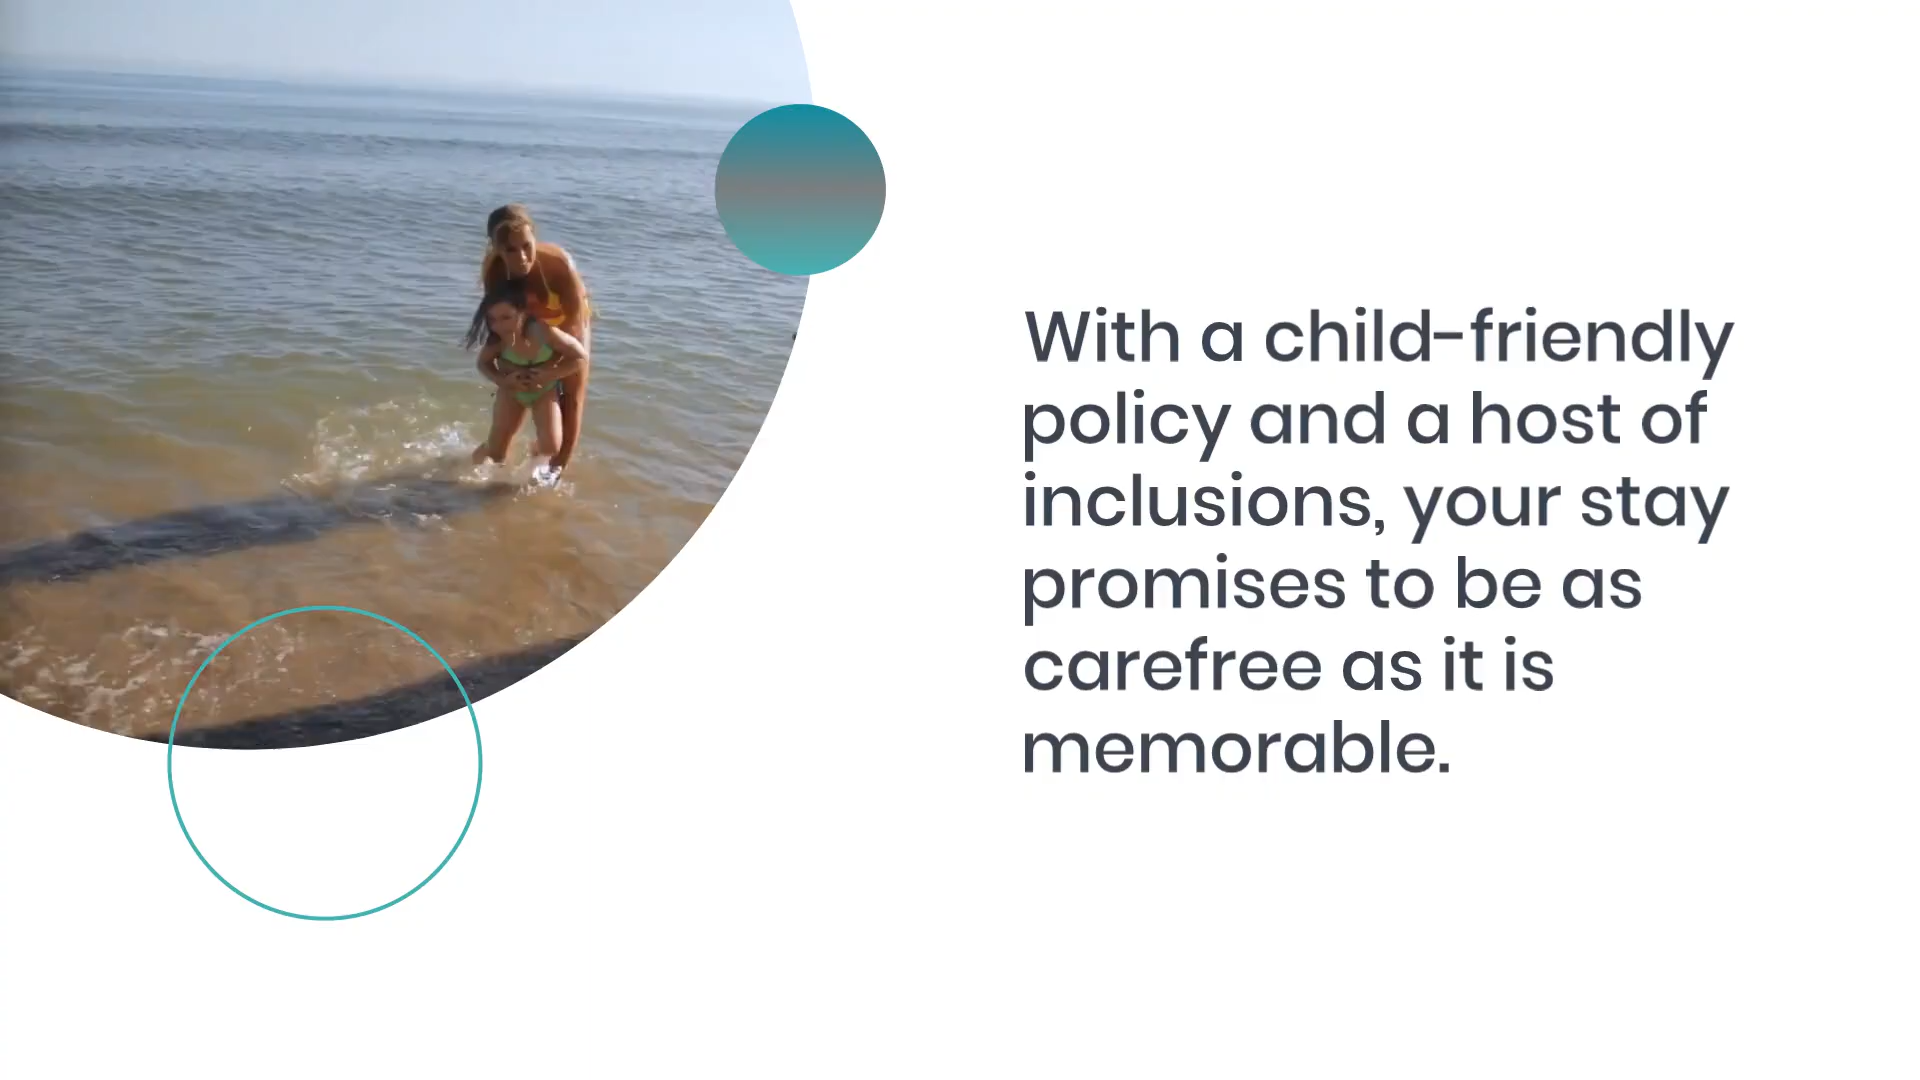 With a child-friendly
policy and a host of
inclusions, your stay
promises to be as
carefree as it is
memorable.